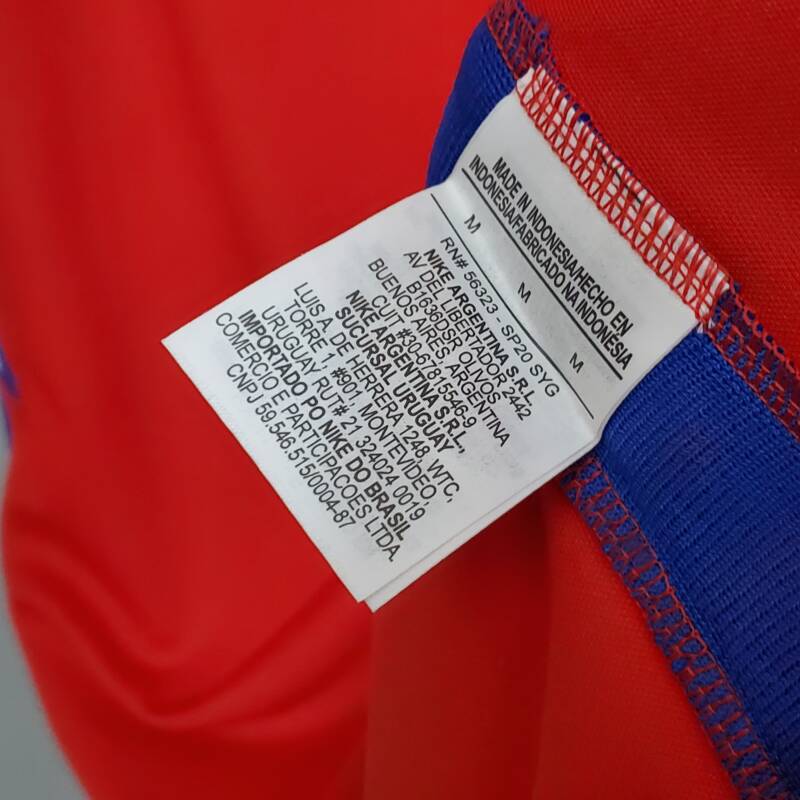 MADE IN INDONESIA/HECHO EN
INDONESIA/FABRICADO NA INDONESIA
M M M
RN# 56323 - SP20 SYG
NIKE ARGENTINA S.R.L
AV DEL LIBERTADOR 2442
B1636DSR OLIVOS
BUENOS AIRES ARGENTINA
CUT #30-67815546-9
NIKE ARGENTINA S.R.L,
SUCURSAL URUGUAY
LUIS A. DE HERRERA 1248 WTC,
TORRE 1, #901, MONTEVIDEO,
URUGUAY RUT# 21 324024 0019
IMPORTADO PO NIKE DO BRASIL
COMERCIO E PARTICIPACOES LTDA.
CNPJ 59.546.515/0004-87